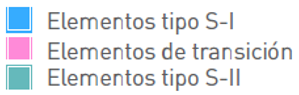 Elementos tipo S-I
Elementos de transición
Elementos tipo S-II